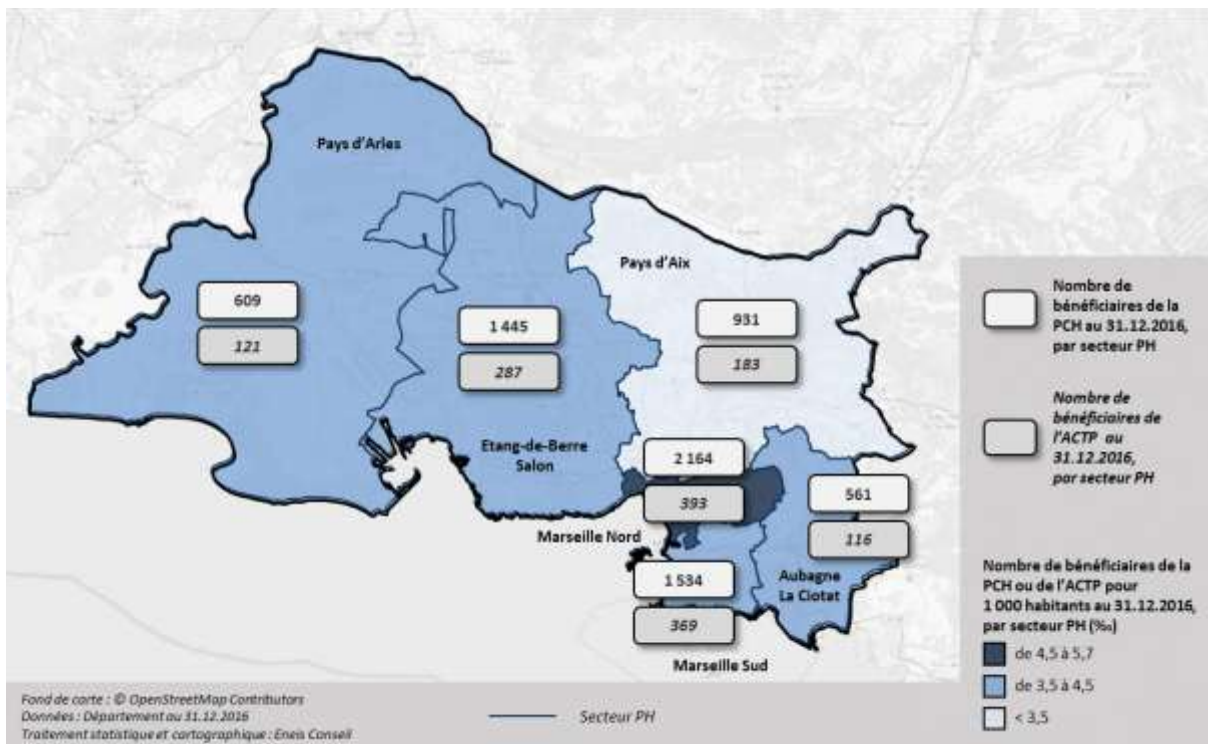 Pays d'Arles
Pays d'Aix
609
121
1 445
287
931
183
Etang-de-Berre
Salon
2 164
393
561
116
Marseille Nord
1 534
369
Aubagne
La Ciotat
Marseille Sud
Nombre de
bénéficiaires de la
PCH au 31.12.2016,
par secteur PH
Nombre de
bénéficiaires de
l'ACTP au
31.12.2016,
par secteur PH
Nombre de bénéficiaires de la
PCH ou de l'ACTP pour
1 000 habitants au 31.12.2016,
par secteur PH (‰)
de 4,5 à 5,7
de 3,5 à 4,5
< 3,5
Fond de carte : © OpenStreetMap Contributors
Données : Département au 31.12.2016
Traitement statistique et cartographique : Eneis Conseil
Secteur PH